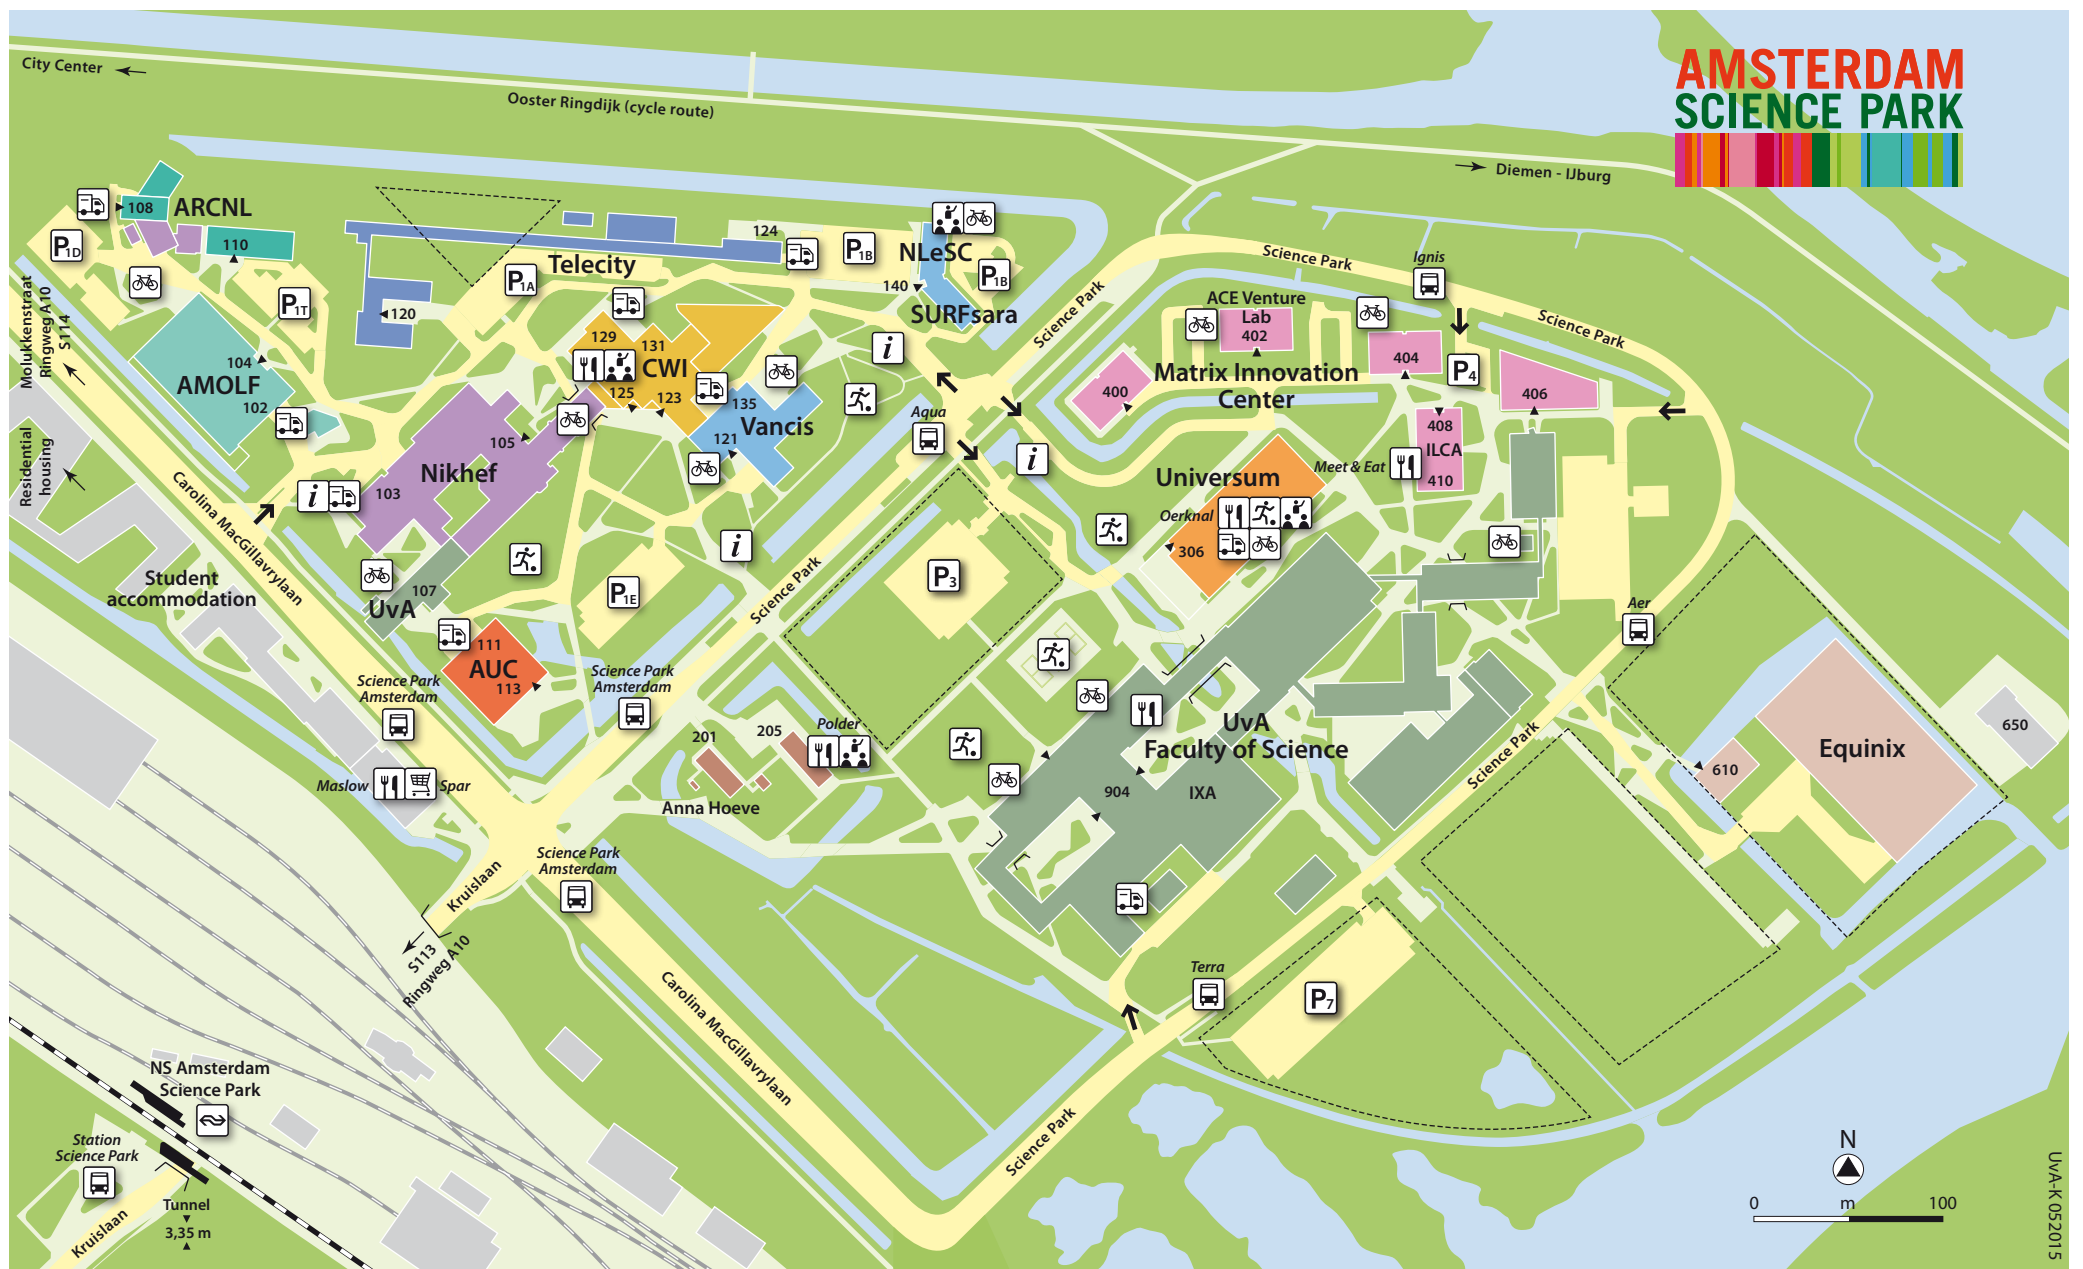 City Center
Ooster Ringdijk (cycle route)
AMSTERDAM
SCIENCE PARK
Diemen - IJburg
108
ARCNL
P1D
110
P1T
Telecity
124
P1B
NLeSC
P1B
140
SURFsara
P1A
120
Science Park
Science Park
Ignis
Science Park
Molukkenstraat
Ringweg A10
S114
104
AMOLF
102
129
131
CWI
125
123
135
Vancis
121
i
ACE Venture
Lab
402
400
Matrix Innovation
Center
404
P4
406
408
ILCA
410
Meet & Eat
Aqua
i
Residential
housing
105
Nikhef
103
i
i
Universum
Oerknal
306
Carolina MacGillavrylaan
Student
accommodation
107
UvA
P1E
Science Park
P3
Aer
111
AUC
113
Science Park
Amsterdam
Science Park
Amsterdam
201
205
Polder
Anna Hoeve
UvA
Faculty of Science
904
IXA
Science Park
610
Equinix
650
Maslow
Spar
Science Park
Amsterdam
Kruislaan
S113
Ringweg A10
Carolina MacGillavrylaan
Terra
P7
Science Park
NS Amsterdam
Science Park
Station
Science Park
Tunnel
3,35 m
Kruislaan
N
0 m 100
UvA-K 052015